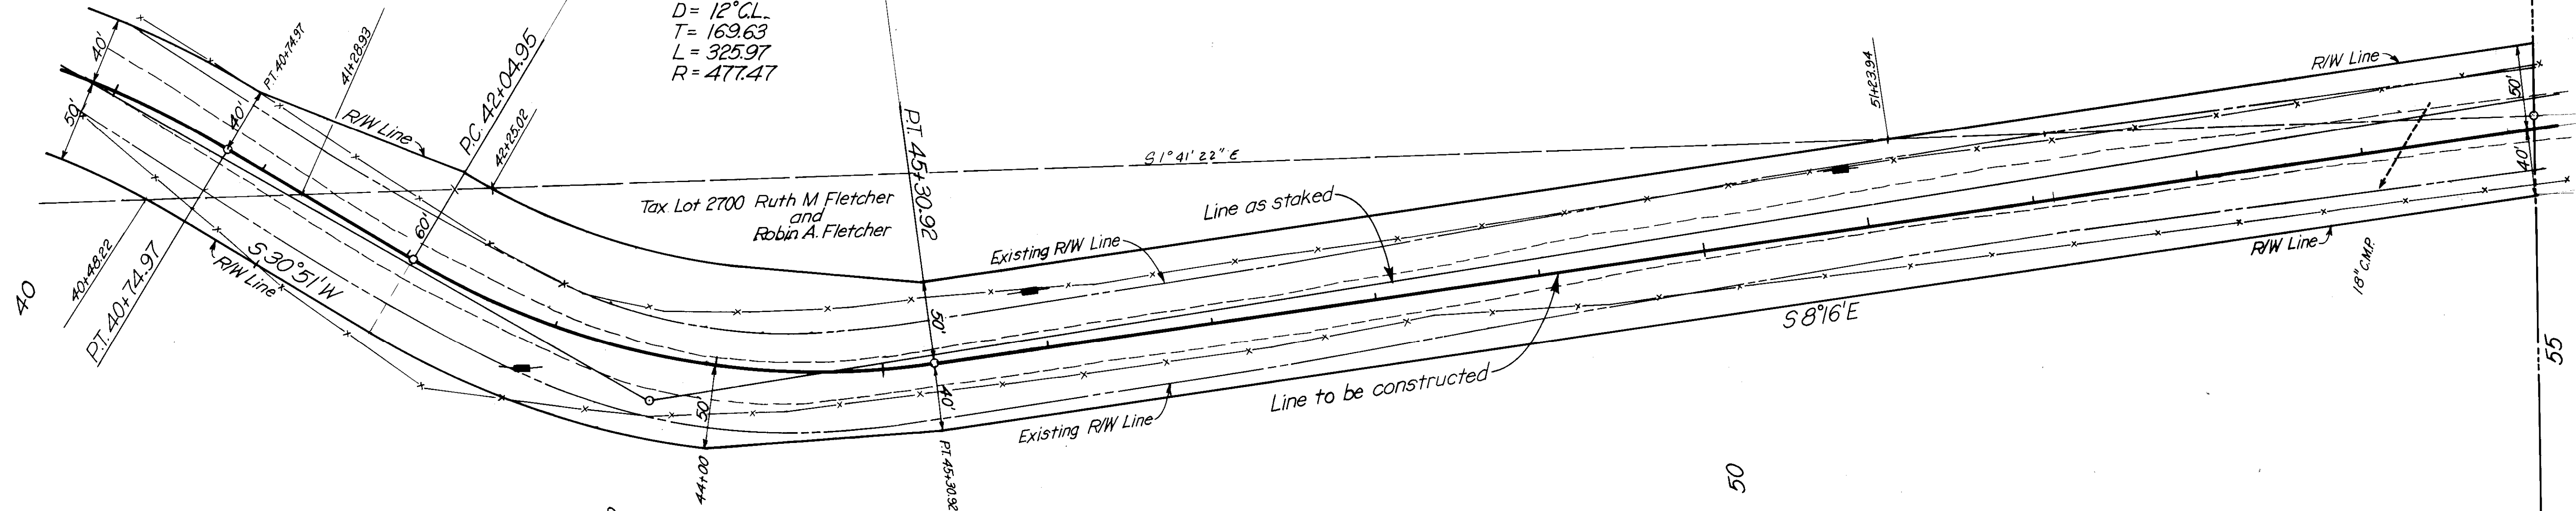 D = 12° C.L.
T = 169.63
L = 325.97
R = 477.47
40'
50'
P.T. 40+74.97
40'
41+28.93
R/W Line
P.C. 42+04.95
42+25.02
60'
40
40+48.22
P.T. 40+74.97
R/W Line
S 30° 51' W
Tax Lot 2700 Ruth M Fletcher
and
Robin A. Fletcher
P.T. 45+30.92
50'
40'
50'
44+00
P.T. 45+30.92
S 1° 41' 22" E
Existing R/W Line
Line as staked
Existing R/W Line
Line to be constructed
51+23.94
S 8° 16' E
50
R/W Line
50'
40'
R/W Line
18" C.M.P.
55